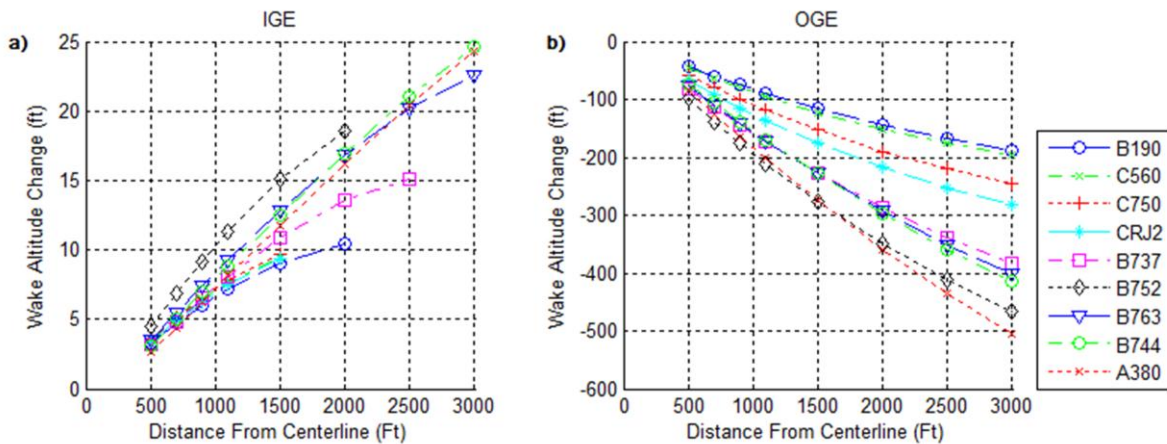 IGE
a)
25
20
15
10
5
0
Wake Altitude Change (ft)
0 500 1000 1500 2000 2500 3000
Distance From Centerline (Ft)
OGE
b)
0
-100
-200
-300
-400
-500
-600
Wake Altitude Change (ft)
0 500 1000 1500 2000 2500 3000
Distance From Centerline (Ft)
B190
C560
C750
CRJ2
B737
B752
B763
B744
A380